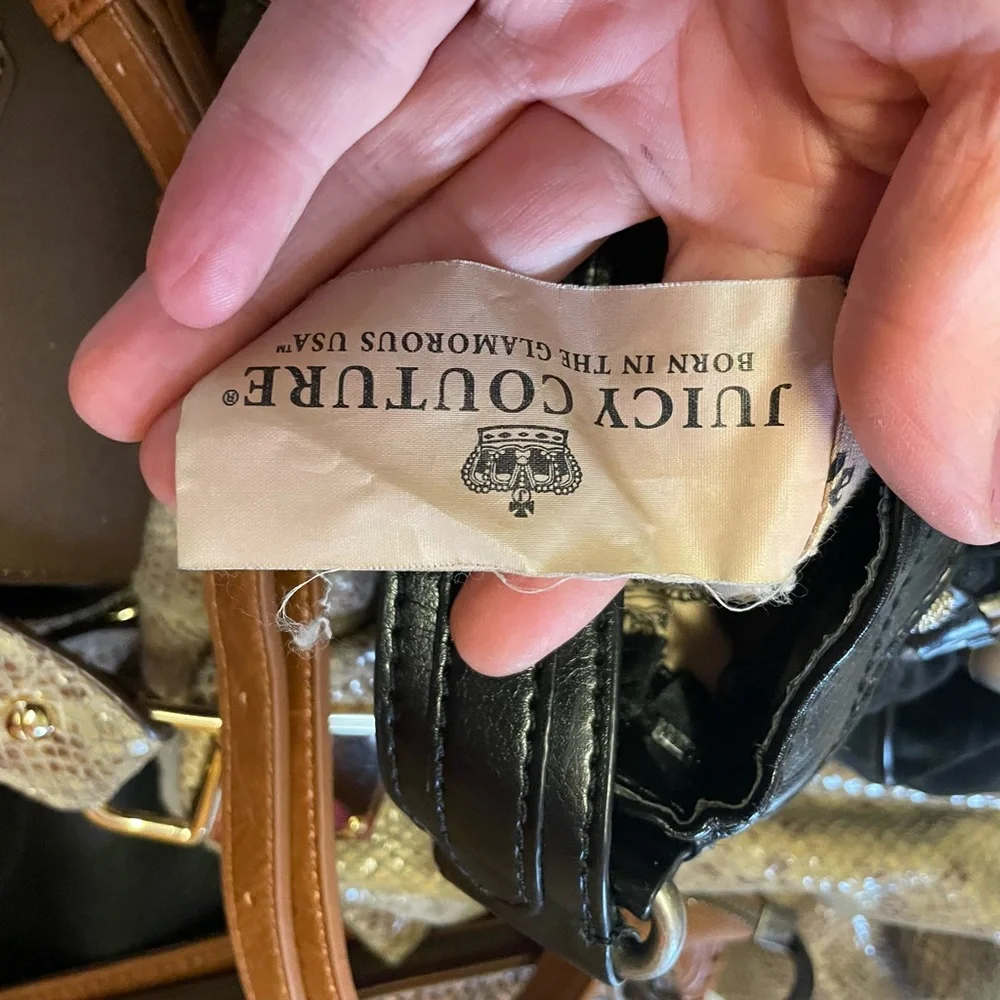 JUICY COUTURE®
BORN IN THE GLAMOROUS USA™